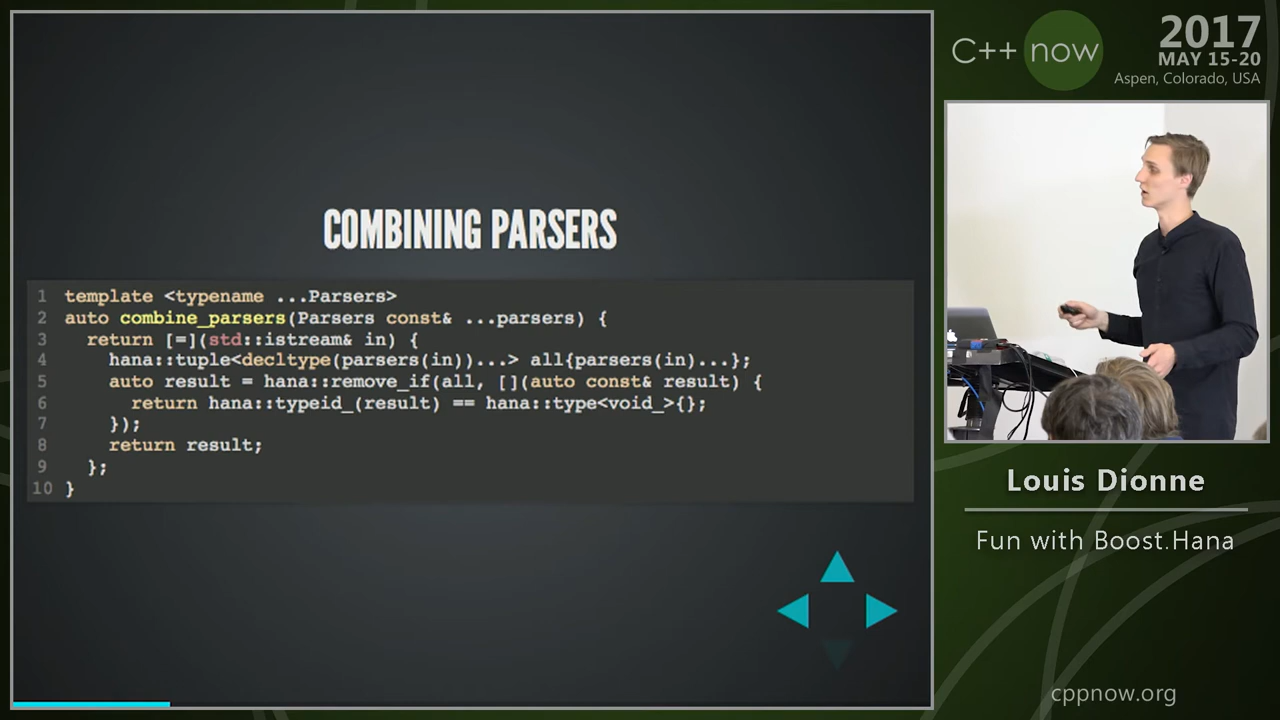 COMBINING PARSERS
1 template <typename ...Parsers>
2 auto combine_parsers(Parsers const& ...parsers) {
3   return [=](std::istream& in) {
4     hana::tuple<decltype(parsers(in))...> all{parsers(in)...};
5     auto result = hana::remove_if(all, [](auto const& result) {
6       return hana::typeid_(result) == hana::type<void_>{};
7     });
8     return result;
9   };
10 }
C++ now
2017
MAY 15-20
Aspen, Colorado, USA
Louis Dionne
Fun with Boost.Hana
cppnow.org